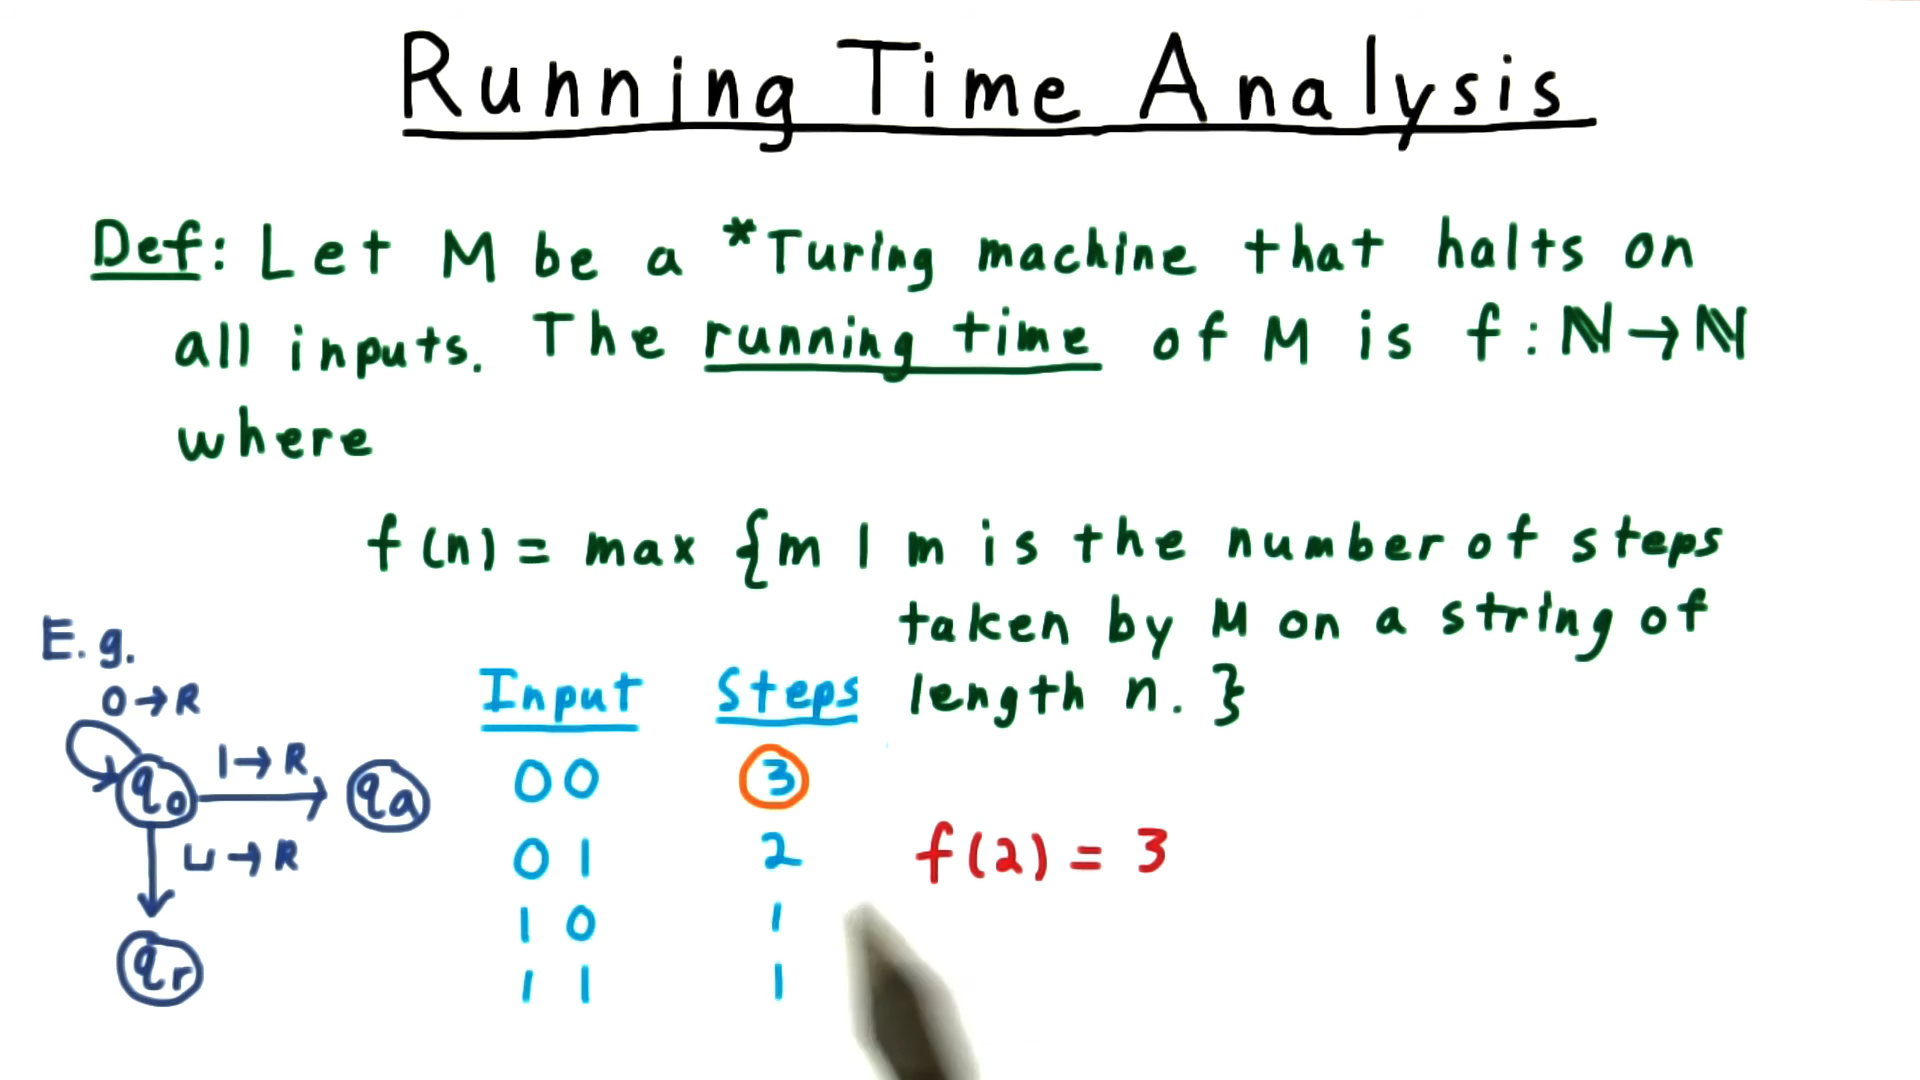 Running Time Analysis
Def: Let M be a *Turing machine that halts on
all inputs. The running time of M is f : ℕ → ℕ
where
f(n) = max {m | m is the number of steps
taken by M on a string of
length n. }
E.g.
0 → R
1 → R
q0
qa
⊔ → R
qr
Input Steps
00 3
01 2
10 1
11 1
f(2) = 3